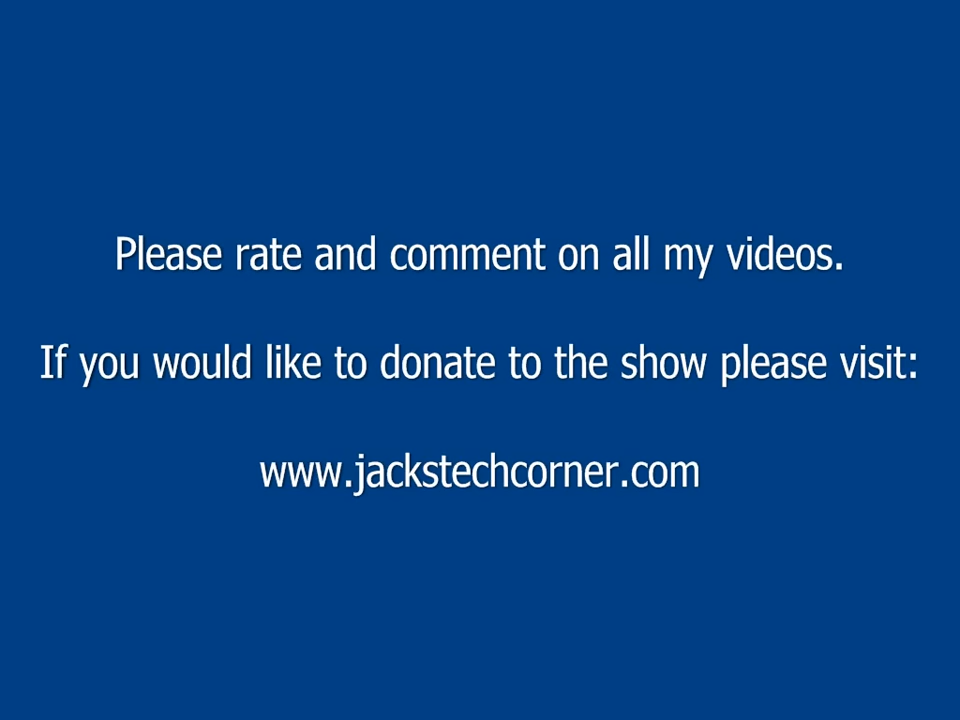 Please rate and comment on all my videos.
If you would like to donate to the show please visit:
www.jackstechcorner.com